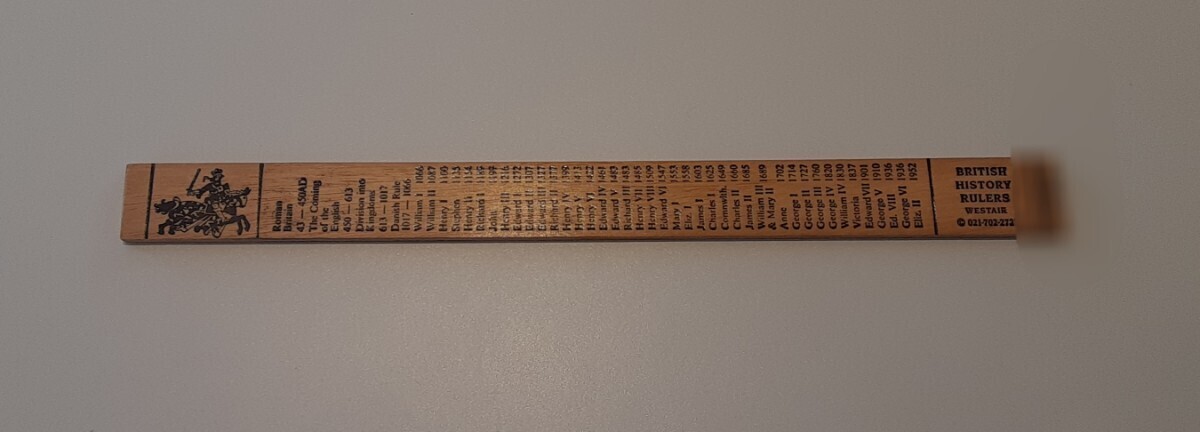 Roman
Britain
43 – 450AD
The Coming
of the
English
450 – 613
Division into
Kingdoms
613 – 1017
Danish Rule
1017 – 1066
William I 1066
William II 1087
Henry I 1100
Stephen 1135
Henry II 1154
Richard I 1189
John 1199
Henry III
Edward I 1272
Edward II 1307
Edward III 1327
Richard II 1377
Henry IV
Henry V 1413
Henry VI
Edward IV 1461
Edward V 1483
Richard III 1483
Henry VII 1485
Henry VIII 1509
Edward VI 1547
Mary I 1553
Eliz. I 1558
James I 1603
Charles I 1625
Commwlth. 1649
Charles II 1660
James II 1685
William III 1689
& Mary II
Anne 1702
George I 1714
George II 1727
George III 1760
George IV 1820
William IV 1830
Victoria 1837
Edward VII 1901
George V 1910
Ed. VIII 1936
George VI 1936
Eliz. II 1952
BRITISH
HISTORY
RULERS
WESTAIR
©